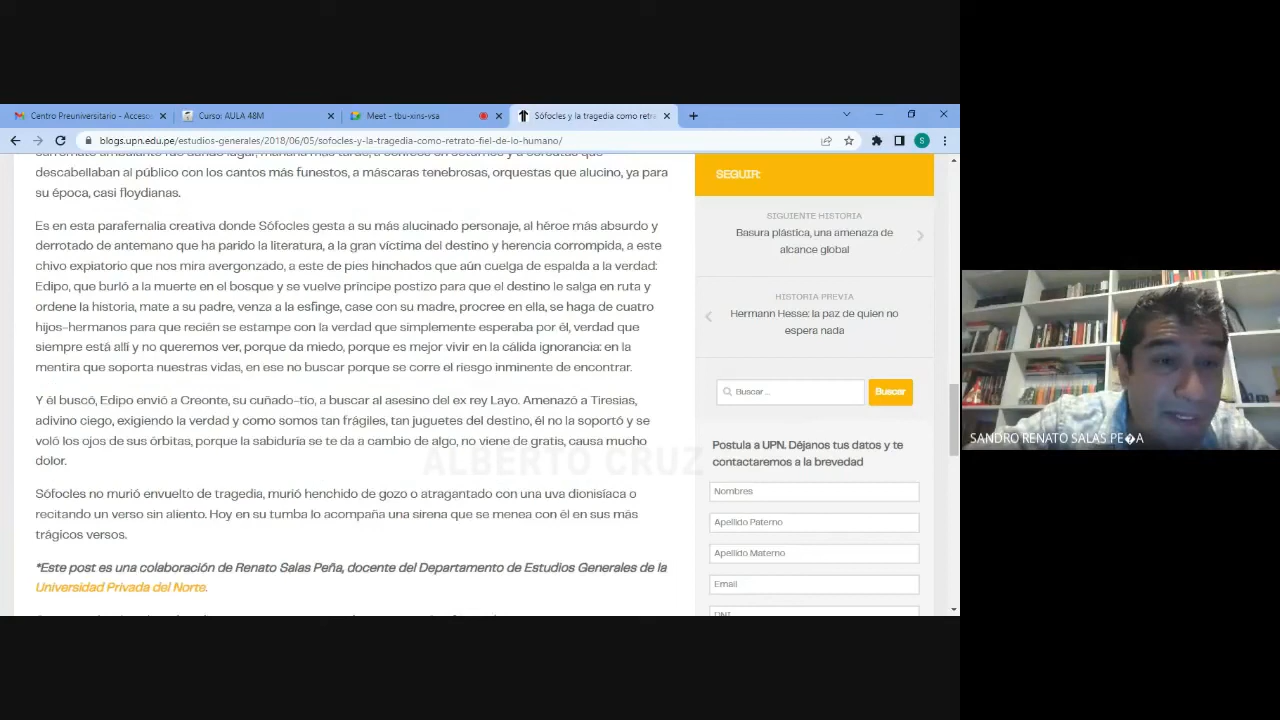 Centro Preuniversitario - Acceso
Curso: AULA 48M
Meet - tbu-xins-vsa
Sófocles y la tragedia como retra
blogs.upn.edu.pe/estudios-generales/2018/06/05/sofocles-y-la-tragedia-como-retrato-fiel-de-lo-humano/
descabellaban al público con los cantos más funestos, a máscaras tenebrosas, orquestas que alucino, ya para
su época, casi floydianas.
Es en esta parafernalia creativa donde Sófocles gesta a su más alucinado personaje, al héroe más absurdo y
derrotado de antemano que ha parido la literatura, a la gran víctima del destino y herencia corrompida, a este
chivo expiatorio que nos mira avergonzado, a este de pies hinchados que aún cuelga de espalda a la verdad:
Edipo, que burló a la muerte en el bosque y se vuelve príncipe postizo para que el destino le salga en ruta y
ordene la historia, mate a su padre, venza a la esfinge, case con su madre, procree en ella, se haga de cuatro
hijos-hermanos para que recién se estampe con la verdad que simplemente esperaba por él, verdad que
siempre está allí y no queremos ver, porque da miedo, porque es mejor vivir en la cálida ignorancia: en la
mentira que soporta nuestras vidas, en ese no buscar porque se corre el riesgo inminente de encontrar.
Y él buscó, Edipo envió a Creonte, su cuñado-tío, a buscar al asesino del ex rey Layo. Amenazó a Tiresias,
adivino ciego, exigiendo la verdad y como somos tan frágiles, tan juguetes del destino, él no la soportó y se
voló los ojos de sus órbitas, porque la sabiduría se te da a cambio de algo, no viene de gratis, causa mucho
dolor.
ALBERTO CRUZ
Sófocles no murió envuelto de tragedia, murió henchido de gozo o atragantado con una uva dionisíaca o
recitando un verso sin aliento. Hoy en su tumba lo acompaña una sirena que se menea con él en sus más
trágicos versos.
*Este post es una colaboración de Renato Salas Peña, docente del Departamento de Estudios Generales de la
Universidad Privada del Norte.
SEGUIR:
SIGUIENTE HISTORIA
Basura plástica, una amenaza de
alcance global
HISTORIA PREVIA
Hermann Hesse: la paz de quien no
espera nada
Buscar ...
Buscar
Postula a UPN. Déjanos tus datos y te
contactaremos a la brevedad
Nombres
Apellido Paterno
Apellido Materno
Email
DNI
SANDRO RENATO SALAS PE�A